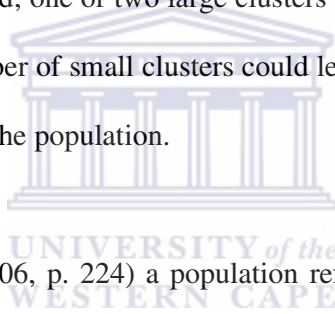 d, one or two large clusters
ber of small clusters could le
he population.
UNIVERSITY of the
06, p. 224) a population re
WESTERN CAPE